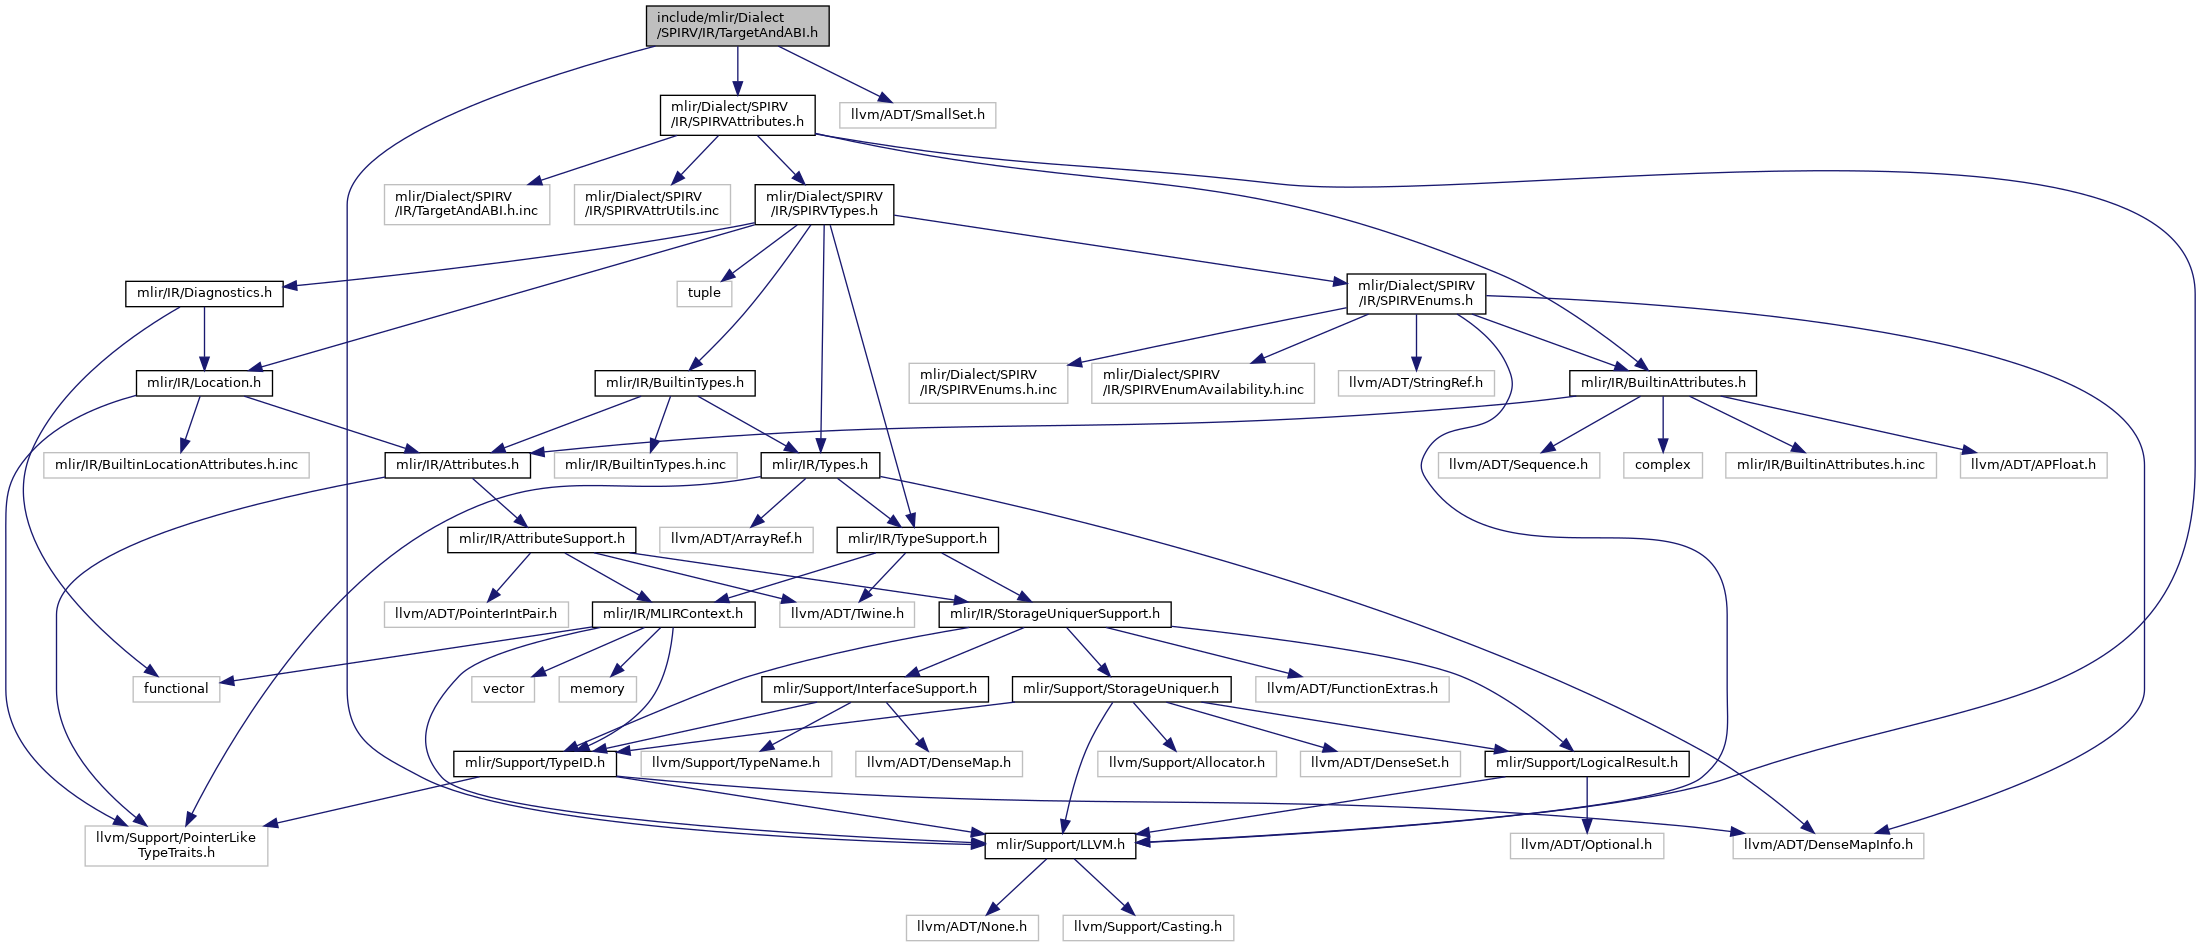 include/mlir/Dialect
/SPIRV/IR/TargetAndABI.h
mlir/Dialect/SPIRV
/IR/SPIRVAttributes.h
llvm/ADT/SmallSet.h
mlir/Dialect/SPIRV
/IR/TargetAndABI.h.inc
mlir/Dialect/SPIRV
/IR/SPIRVAttrUtils.inc
mlir/Dialect/SPIRV
/IR/SPIRVTypes.h
mlir/IR/Diagnostics.h
tuple
mlir/Dialect/SPIRV
/IR/SPIRVEnums.h
mlir/IR/Location.h
mlir/IR/BuiltinTypes.h
mlir/Dialect/SPIRV
/IR/SPIRVEnums.h.inc
mlir/Dialect/SPIRV
/IR/SPIRVEnumAvailability.h.inc
llvm/ADT/StringRef.h
mlir/IR/BuiltinAttributes.h
mlir/IR/BuiltinLocationAttributes.h.inc
mlir/IR/Attributes.h
mlir/IR/BuiltinTypes.h.inc
mlir/IR/Types.h
llvm/ADT/Sequence.h
complex
mlir/IR/BuiltinAttributes.h.inc
llvm/ADT/APFloat.h
mlir/IR/AttributeSupport.h
llvm/ADT/ArrayRef.h
mlir/IR/TypeSupport.h
llvm/ADT/PointerIntPair.h
mlir/IR/MLIRContext.h
llvm/ADT/Twine.h
mlir/IR/StorageUniquerSupport.h
functional
vector
memory
mlir/Support/InterfaceSupport.h
mlir/Support/StorageUniquer.h
llvm/ADT/FunctionExtras.h
mlir/Support/TypeID.h
llvm/Support/TypeName.h
llvm/ADT/DenseMap.h
llvm/Support/Allocator.h
llvm/ADT/DenseSet.h
mlir/Support/LogicalResult.h
llvm/Support/PointerLike
TypeTraits.h
mlir/Support/LLVM.h
llvm/ADT/Optional.h
llvm/ADT/DenseMapInfo.h
llvm/ADT/None.h
llvm/Support/Casting.h